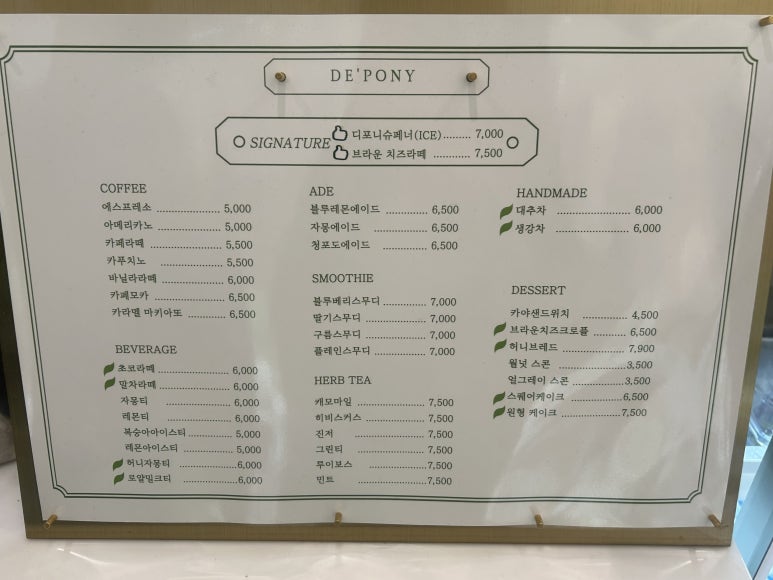 DE'PONY
SIGNATURE
디포니슈페너(ICE)......... 7,000
브라운 치즈라떼 ............. 7,500
COFFEE
에스프레소 ..................... 5,000
아메리카노 ..................... 5,000
카페라떼 ........................ 5,500
카푸치노 ..................... 5,500
바닐라라떼 ..................... 6,000
카페모카 ........................ 6,500
카라멜 마키아또 ............. 6,500
BEVERAGE
초코라떼 ........................ 6,000
말차라떼 ........................ 6,000
자몽티 ..................... 6,000
레몬티 ..................... 6,000
복숭아아이스티 ............... 5,000
레몬아이스티 .................. 5,000
허니자몽티 ..................6,000
로얄밀크티 ..................6,000
ADE
블루레몬에이드 ............... 6,500
자몽에이드 .................. 6,500
청포도에이드 .................. 6,500
SMOOTHIE
블루베리스무디 ............... 7,000
딸기스무디 ..................... 7,000
구름스무디 ..................... 7,000
플레인스무디 .................. 7,000
HERB TEA
캐모마일 ........................ 7,500
히비스커스 ..................... 7,500
진저 ........................... 7,500
그린티 ........................ 7,500
루이보스 ..................... 7,500
민트 ...........................7,500
HANDMADE
대추차 ........................ 6,000
생강차 ........................ 6,000
DESSERT
카야샌드위치 .................. 4,500
브라운치즈크로플 ............ 6,500
허니브레드 ..................... 7,900
월넛 스콘 .....................3,500
얼그레이 스콘 ..................3,500
스퀘어케이크 ..................6,500
원형 케이크 .....................7,500